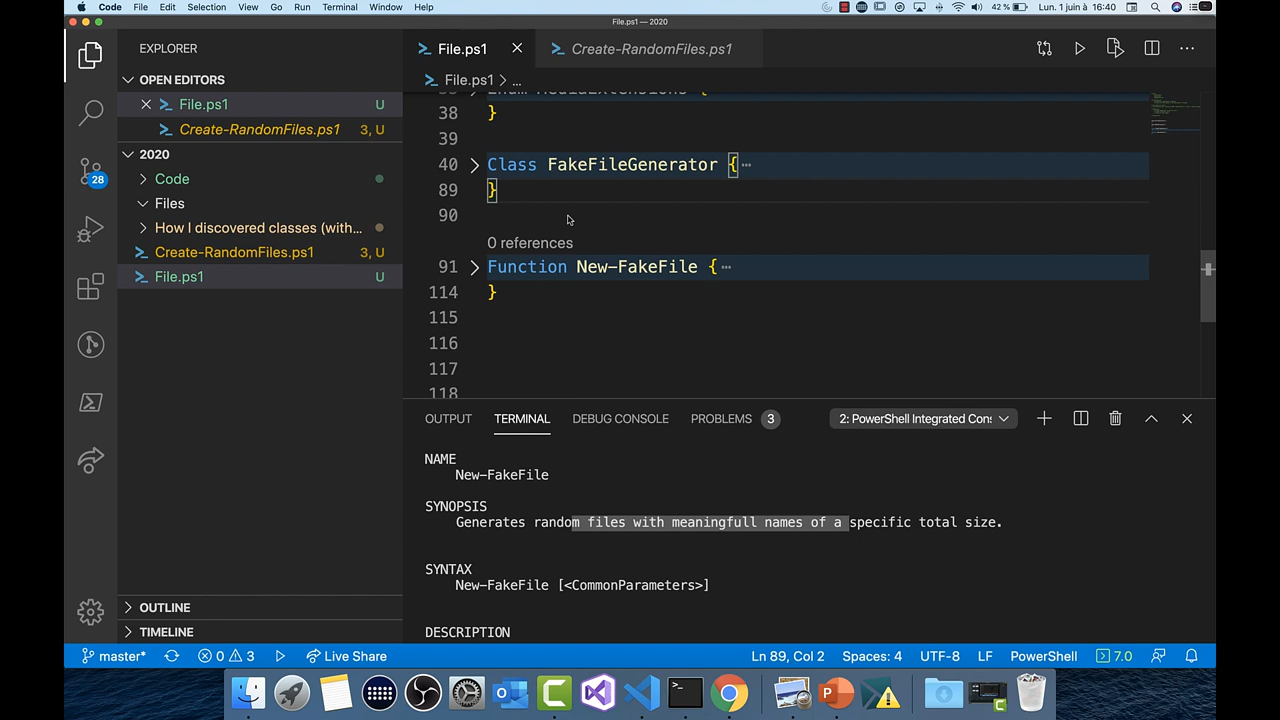 Code File Edit Selection View Go Run Terminal Window Help 42 % Lun. 1 juin à 16:40
File.ps1 — 2020
EXPLORER
OPEN EDITORS
File.ps1 U
Create-RandomFiles.ps1 3, U
2020
Code
Files
How I discovered classes (with...
Create-RandomFiles.ps1 3, U
File.ps1 U
OUTLINE
TIMELINE
28
File.ps1 Create-RandomFiles.ps1
File.ps1 > ...
Enum MediaExtensions {
38 }
39
40 Class FakeFileGenerator {
89 }
90
0 references
91 Function New-FakeFile {
114 }
115
116
117
118
OUTPUT TERMINAL DEBUG CONSOLE PROBLEMS 3 2: PowerShell Integrated Cons
NAME
New-FakeFile
SYNOPSIS
Generates random files with meaningfull names of a specific total size.
SYNTAX
New-FakeFile [<CommonParameters>]
DESCRIPTION
master* 0 3 Live Share Ln 89, Col 2 Spaces: 4 UTF-8 LF PowerShell 7.0